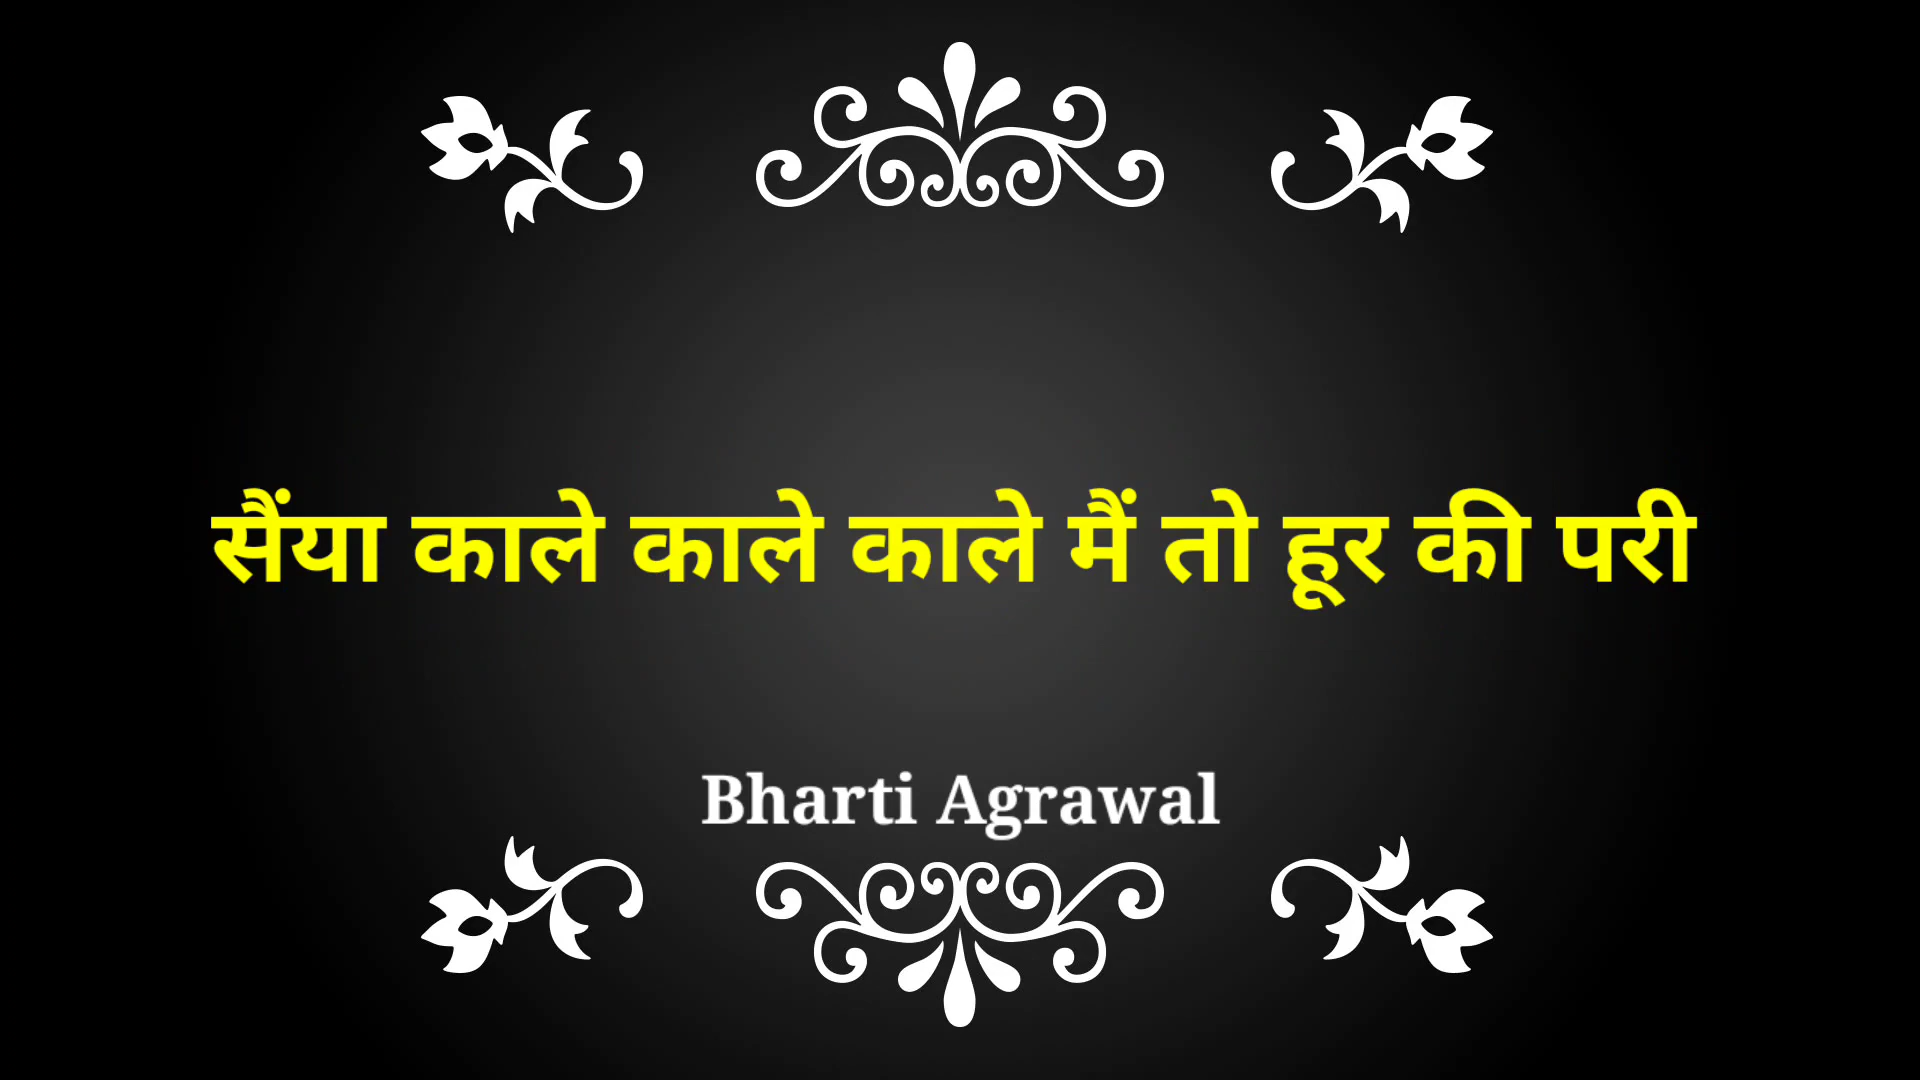 सैंया काले काले काले मैं तो हूर की परी
Bharti Agrawal